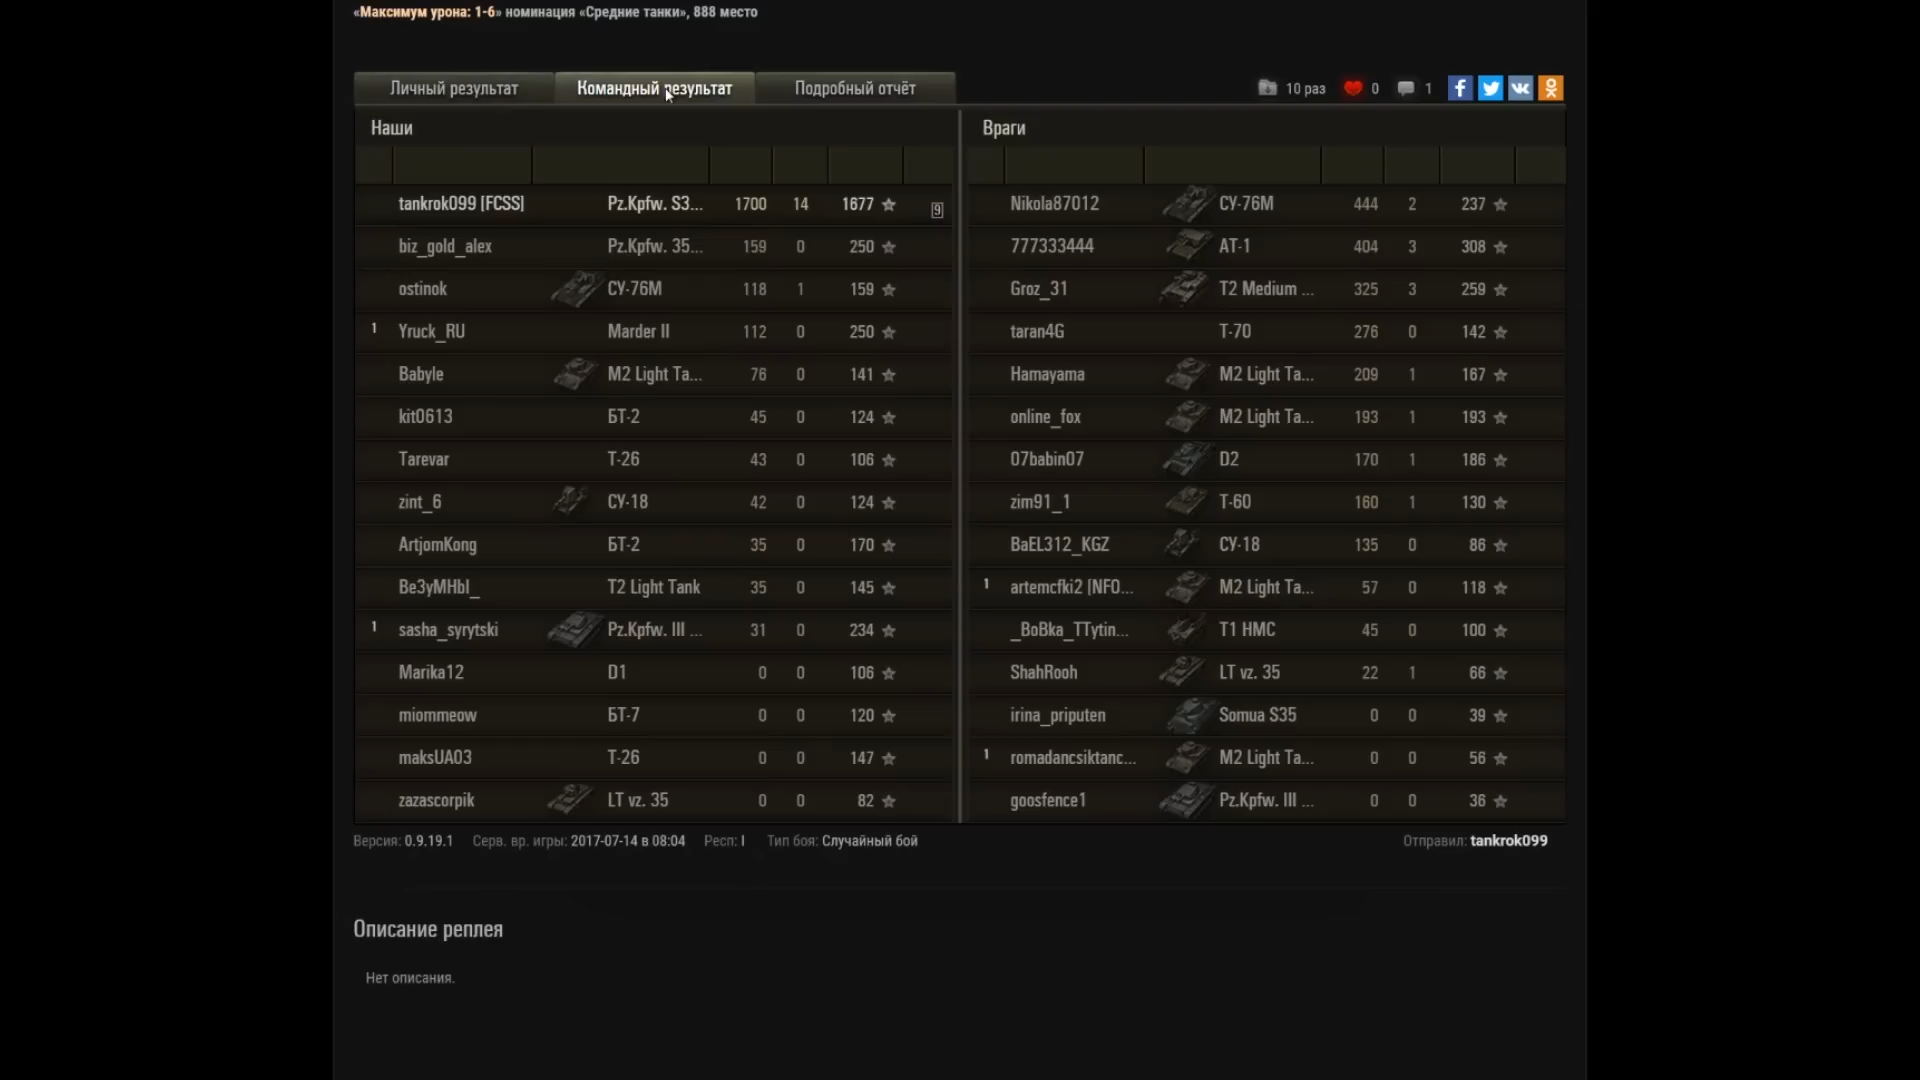 «Максимум урона: 1-6» номинация «Средние танки», 888 место
Личный результат Командный результат Подробный отчёт 10 раз 0 1
Наши
tankrok099 [FCSS] Pz.Kpfw. S3... 1700 14 1677 9
biz_gold_alex Pz.Kpfw. 35... 159 0 250
ostinok СУ-76М 118 1 159
1 Yruck_RU Marder II 112 0 250
Babyle M2 Light Ta... 76 0 141
kit0613 БТ-2 45 0 124
Tarevar Т-26 43 0 106
zint_6 СУ-18 42 0 124
ArtjomKong БТ-2 35 0 170
Be3yMHbI_ T2 Light Tank 35 0 145
1 sasha_syrytski Pz.Kpfw. III ... 31 0 234
Marika12 D1 0 0 106
miommeow БТ-7 0 0 120
maksUA03 Т-26 0 0 147
zazascorpik LT vz. 35 0 0 82
Враги
Nikola87012 СУ-76М 444 2 237
777333444 АТ-1 404 3 308
Groz_31 T2 Medium ... 325 3 259
taran4G Т-70 276 0 142
Hamayama M2 Light Ta... 209 1 167
online_fox M2 Light Ta... 193 1 193
07babin07 D2 170 1 186
zim91_1 Т-60 160 1 130
BaEL312_KGZ СУ-18 135 0 86
1 artemcfki2 [NFO... M2 Light Ta... 57 0 118
_BoBka_TTytin... T1 HMC 45 0 100
ShahRooh LT vz. 35 22 1 66
irina_priputen Somua S35 0 0 39
1 romadancsiktanc... M2 Light Ta... 0 0 56
goosfence1 Pz.Kpfw. III ... 0 0 36
Версия: 0.9.19.1 Серв. вр. игры: 2017-07-14 в 08:04 Респ: I Тип боя: Случайный бой Отправил: tankrok099
Описание реплея
Нет описания.